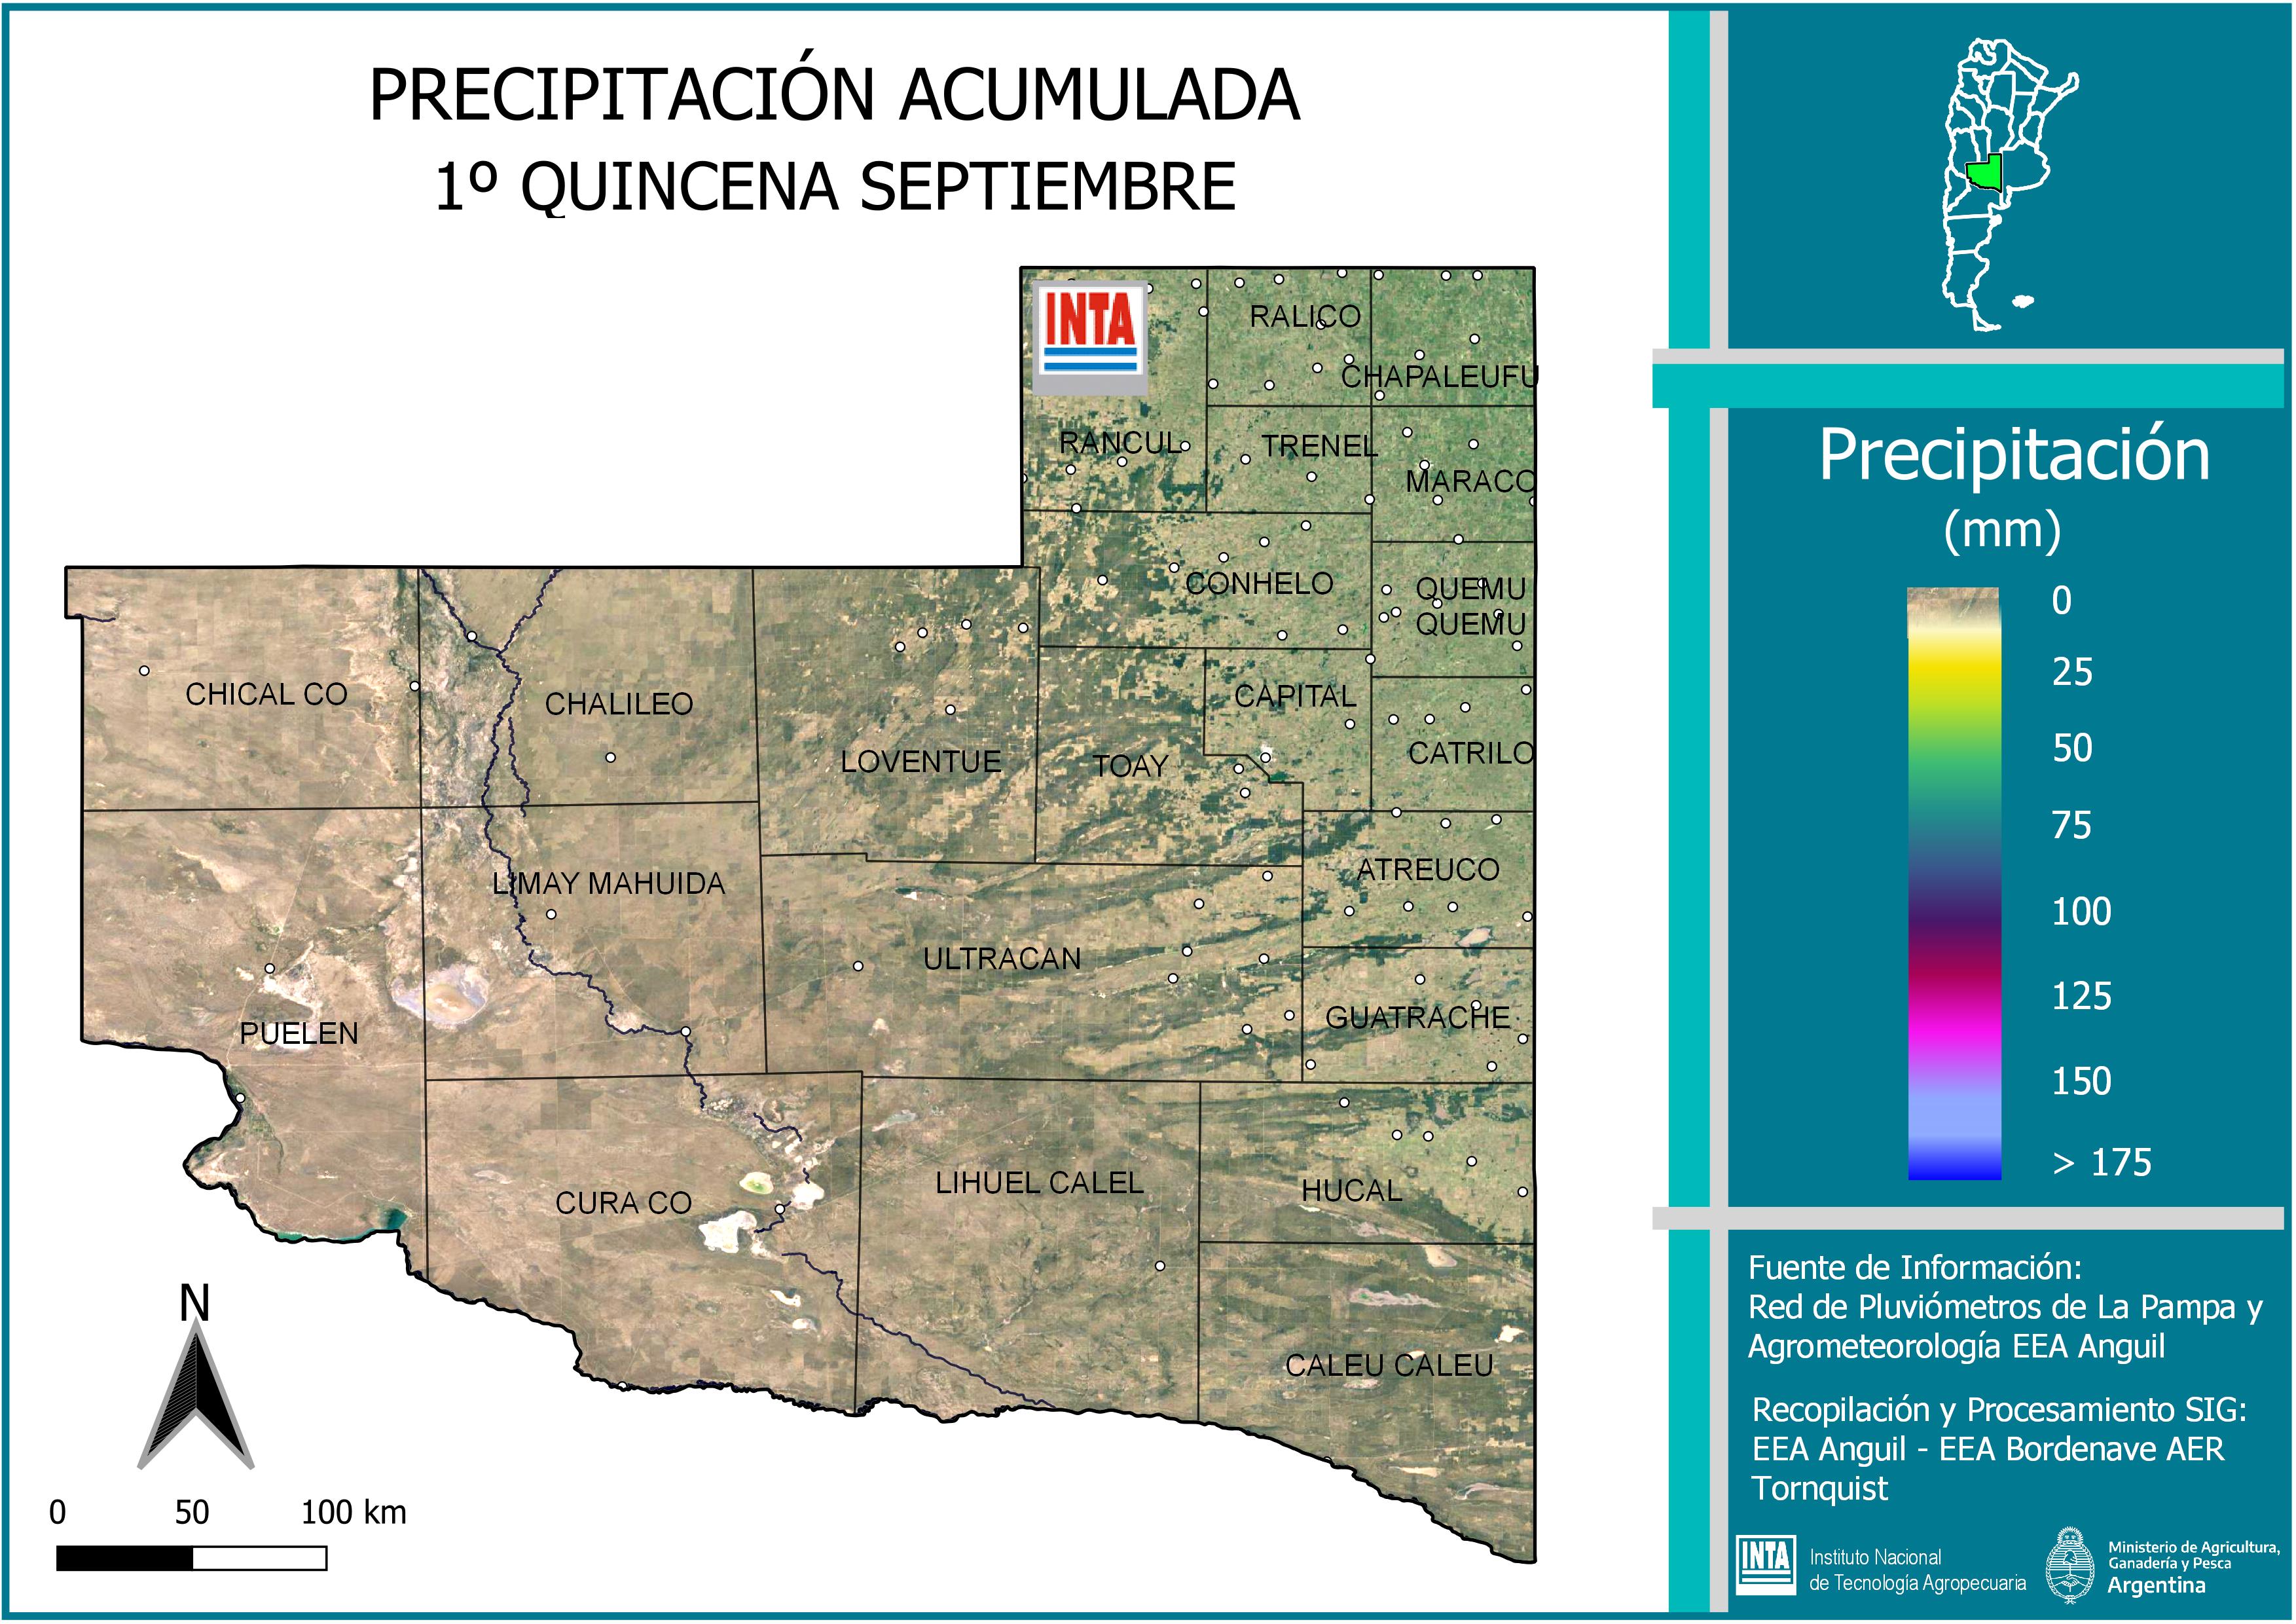 PRECIPITACIÓN ACUMULADA
1º QUINCENA SEPTIEMBRE
INTA
RALICO
CHAPALEUFU
RANCUL
TRENEL
MARACO
CONHELO
QUEMU
QUEMU
CHICAL CO
CHALILEO
CAPITAL
LOVENTUE
TOAY
CATRILO
LIMAY MAHUIDA
ATREUCO
ULTRACAN
PUELEN
GUATRACHE
CURA CO
LIHUEL CALEL
HUCAL
CALEU CALEU
N
0 50 100 km
Precipitación
(mm)
0
25
50
75
100
125
150
> 175
Fuente de Información:
Red de Pluviómetros de La Pampa y
Agrometeorología EEA Anguil
Recopilación y Procesamiento SIG:
EEA Anguil - EEA Bordenave AER
Tornquist
INTA
Instituto Nacional
de Tecnología Agropecuaria
Ministerio de Agricultura,
Ganadería y Pesca
Argentina